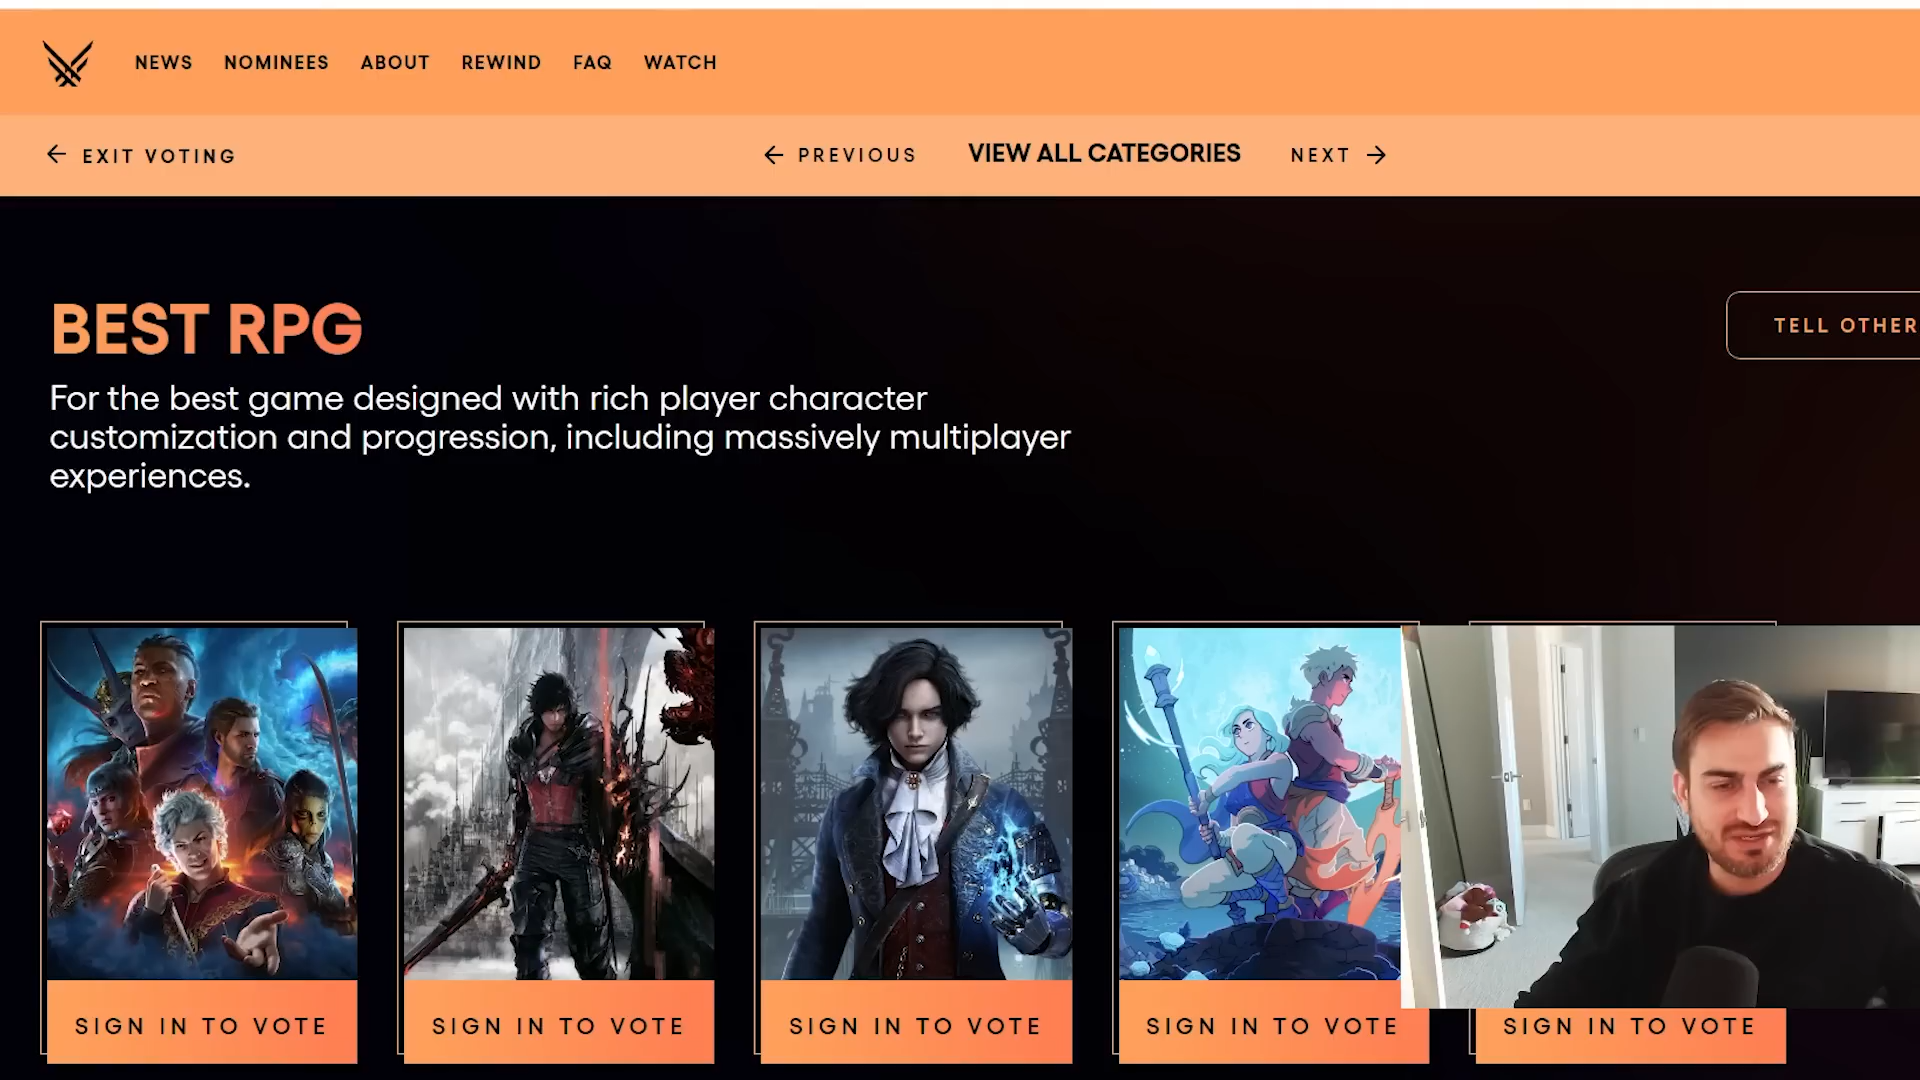 NEWS NOMINEES ABOUT REWIND FAQ WATCH
EXIT VOTING
PREVIOUS
VIEW ALL CATEGORIES
NEXT
BEST RPG
TELL OTHER
For the best game designed with rich player character
customization and progression, including massively multiplayer
experiences.
SIGN IN TO VOTE
SIGN IN TO VOTE
SIGN IN TO VOTE
SIGN IN TO VOTE
SIGN IN TO VOTE